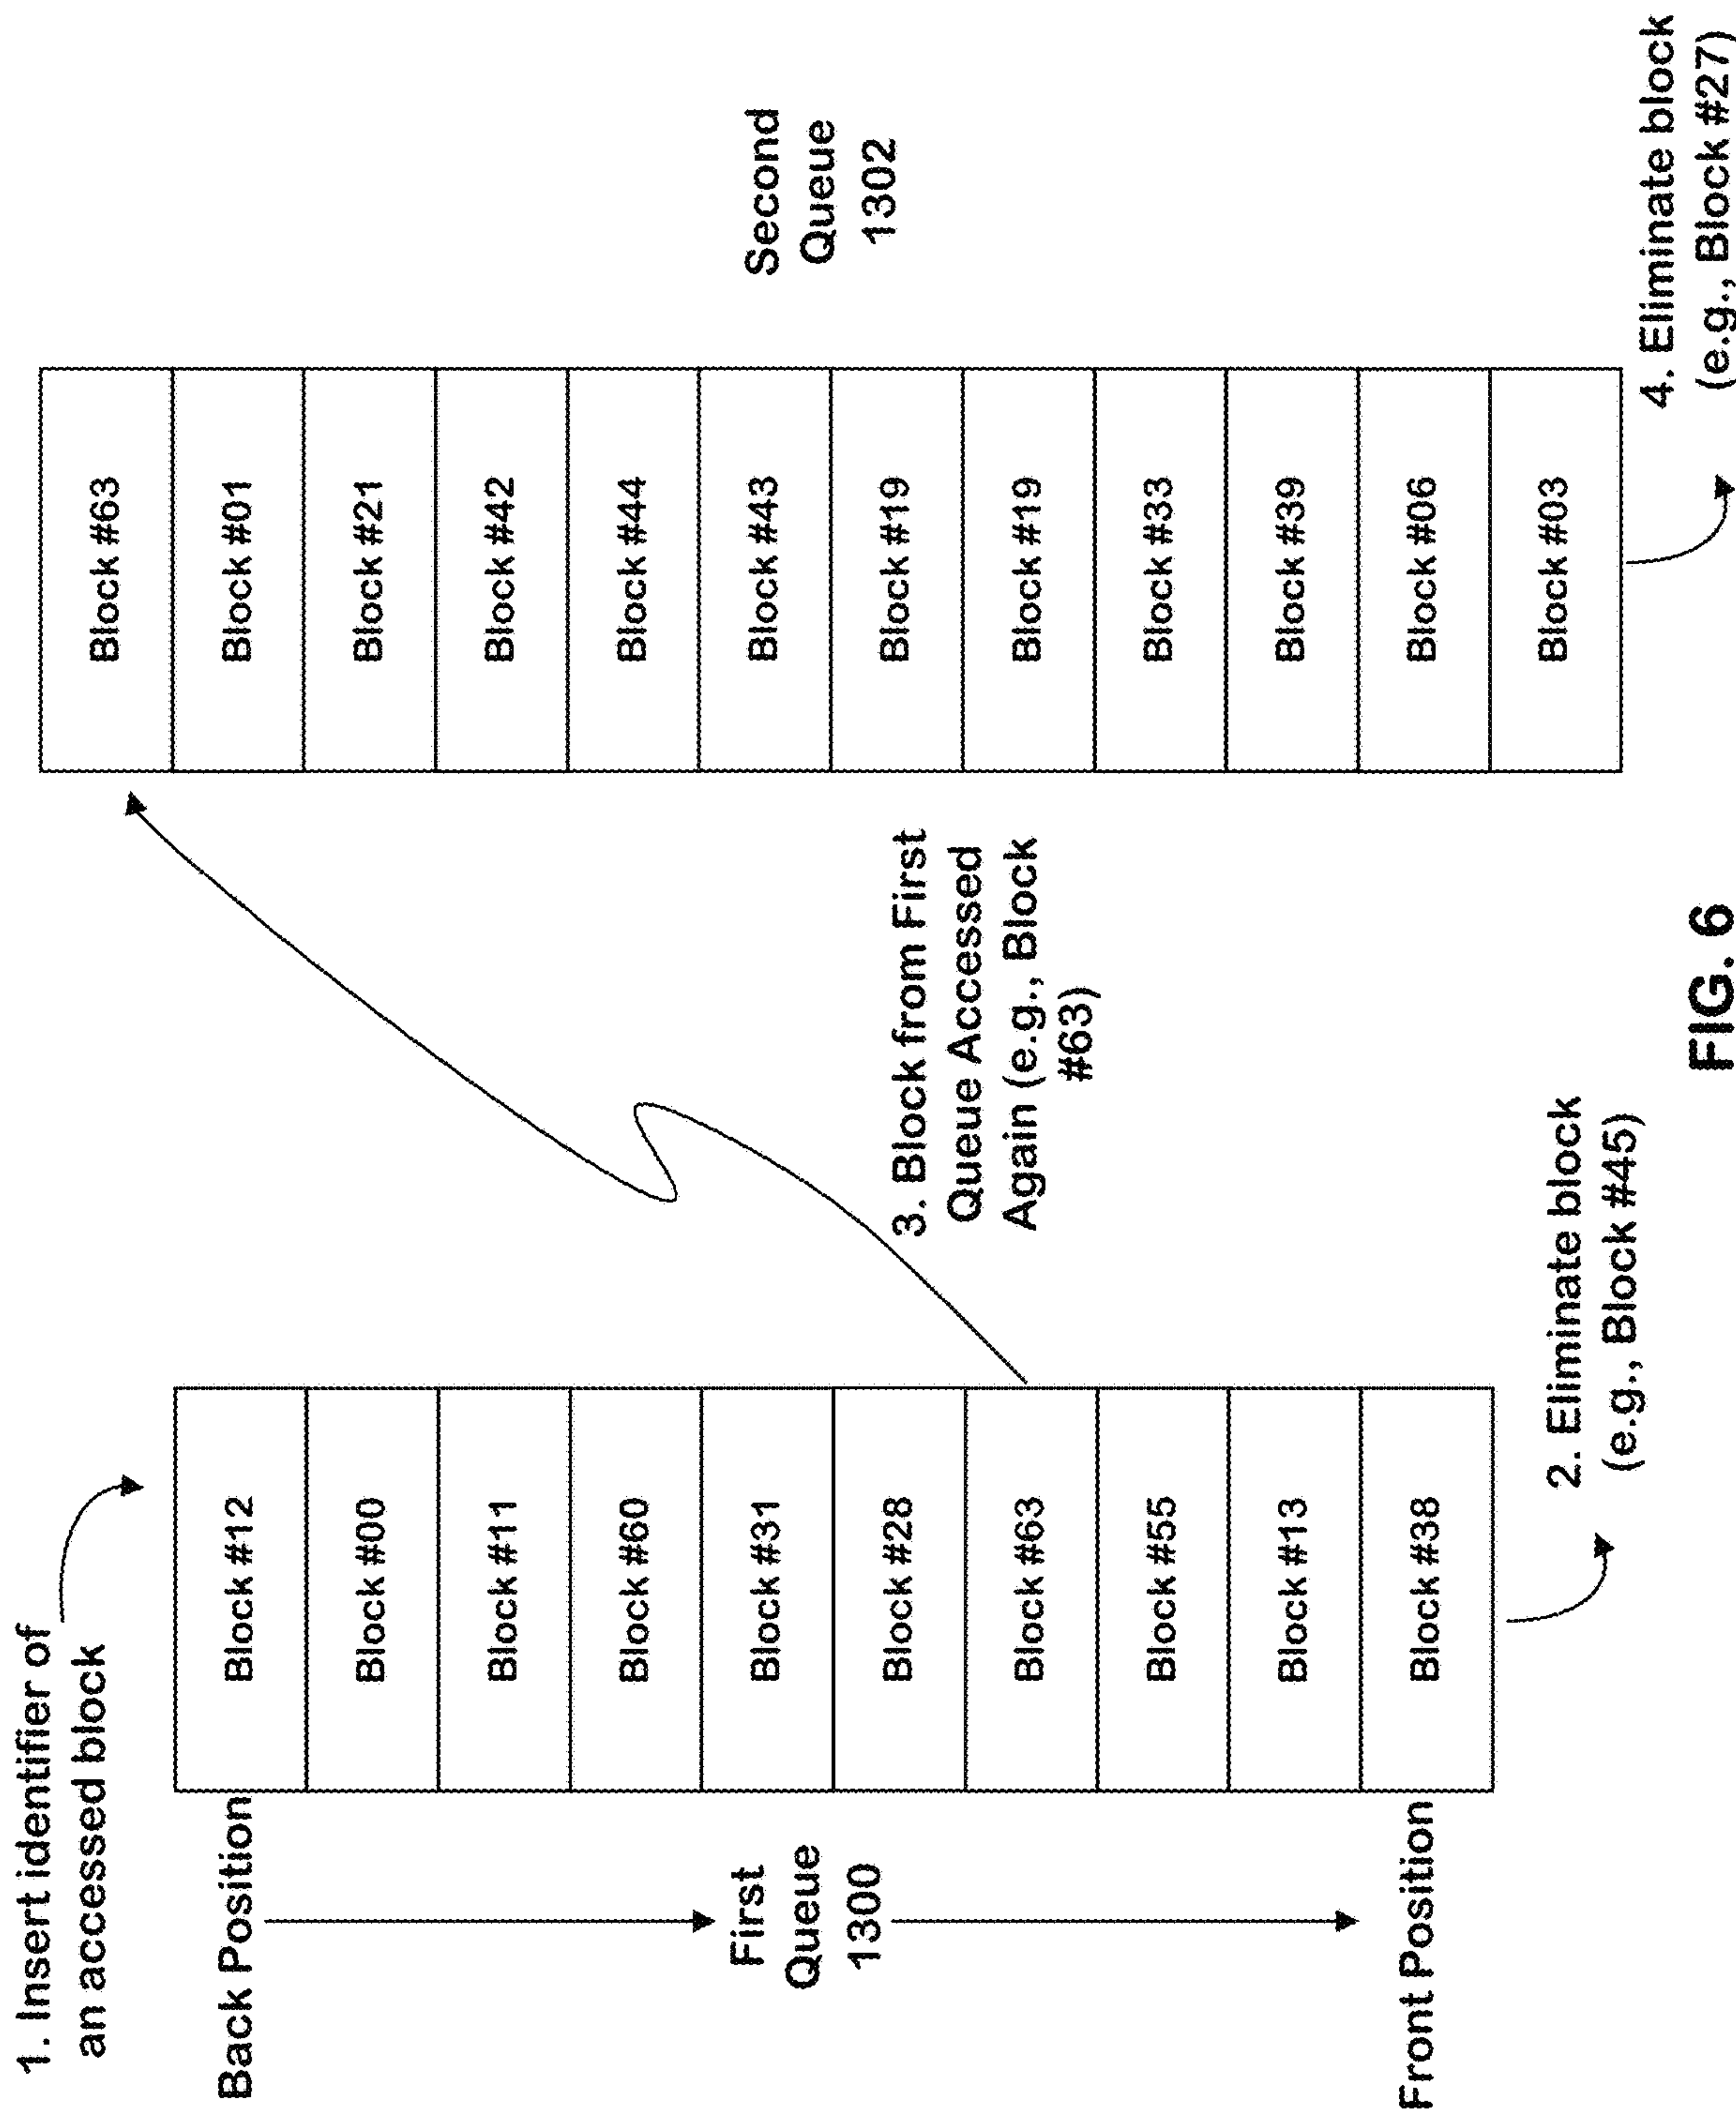 1. Insert identifier of
an accessed block
Back Position
First
Queue
1300
Front Position
Block #12
Block #00
Block #11
Block #60
Block #31
Block #28
Block #63
Block #55
Block #13
Block #38
2. Eliminate block
(e.g., Block #45)
3. Block from First
Queue Accessed
Again (e.g., Block
#63)
Block #63
Block #01
Block #21
Block #42
Block #44
Block #43
Block #19
Block #19
Block #33
Block #39
Block #06
Block #03
Second
Queue
1302
4. Eliminate block
(e.g., Block #27)
FIG. 6